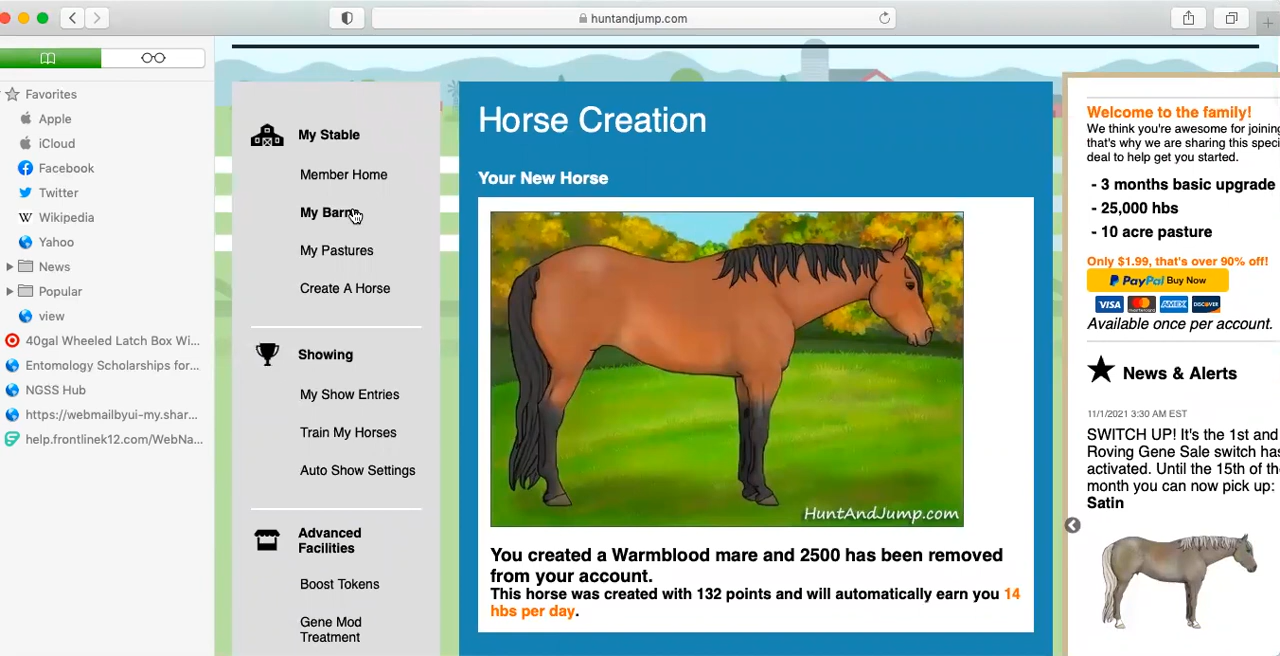 huntandjump.com
Favorites
Apple
iCloud
Facebook
Twitter
Wikipedia
Yahoo
News
Popular
view
40gal Wheeled Latch Box Wi...
Entomology Scholarships for...
NGSS Hub
https://webmailbyui-my.shar...
help.frontlinek12.com/WebNa...
My Stable
Member Home
My Barn
My Pastures
Create A Horse
Showing
My Show Entries
Train My Horses
Auto Show Settings
Advanced
Facilities
Boost Tokens
Gene Mod
Treatment
Horse Creation
Your New Horse
HuntAndJump.com
You created a Warmblood mare and 2500 has been removed
from your account.
This horse was created with 132 points and will automatically earn you 14
hbs per day.
Welcome to the family!
We think you're awesome for joining
that's why we are sharing this speci
deal to help get you started.
- 3 months basic upgrade
- 25,000 hbs
- 10 acre pasture
Only $1.99, that's over 90% off!
PayPal Buy Now
VISA mastercard AMEX DISCOVER
Available once per account.
News & Alerts
11/1/2021 3:30 AM EST
SWITCH UP! It's the 1st and
Roving Gene Sale switch has
activated. Until the 15th of th
month you can now pick up:
Satin